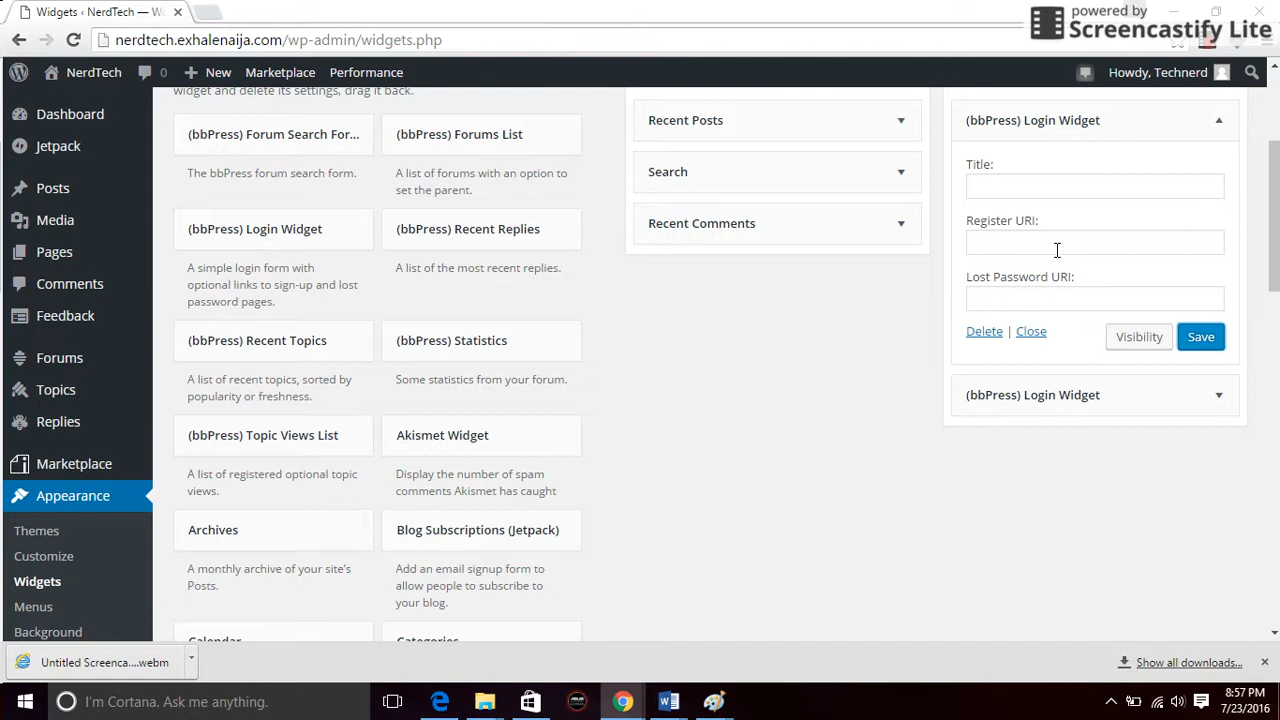 Widgets ‹ NerdTech — Wo
powered by
Screencastify Lite
nerdtech.exhalenaija.com/wp-admin/widgets.php
NerdTech
0
New
Marketplace
Performance
Howdy, Technerd
Dashboard
Jetpack
Posts
Media
Pages
Comments
Feedback
Forums
Topics
Replies
Marketplace
Appearance
Themes
Customize
Widgets
Menus
Background
widget and delete its settings, drag it back.
(bbPress) Forum Search For...
The bbPress forum search form.
(bbPress) Forums List
A list of forums with an option to
set the parent.
(bbPress) Login Widget
A simple login form with
optional links to sign-up and lost
password pages.
(bbPress) Recent Replies
A list of the most recent replies.
(bbPress) Recent Topics
A list of recent topics, sorted by
popularity or freshness.
(bbPress) Statistics
Some statistics from your forum.
(bbPress) Topic Views List
A list of registered optional topic
views.
Akismet Widget
Display the number of spam
comments Akismet has caught
Archives
A monthly archive of your site's
Posts.
Blog Subscriptions (Jetpack)
Add an email signup form to
allow people to subscribe to
your blog.
Calendar
Categories
Recent Posts
Search
Recent Comments
(bbPress) Login Widget
Title:
Register URI:
Lost Password URI:
Delete | Close
Visibility
Save
(bbPress) Login Widget
Untitled Screenca....webm
Show all downloads...
I'm Cortana. Ask me anything.
8:57 PM
7/23/2016